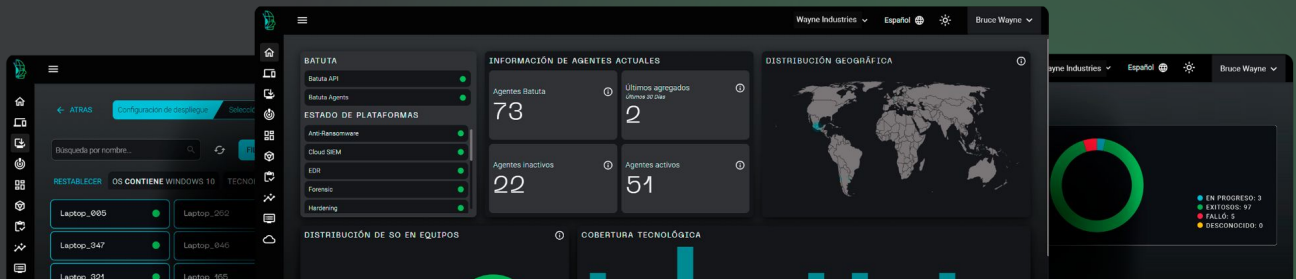 ← ATRAS
Configuración de despliegue
Búsqueda por nombre...
RESTABLECER
OS CONTIENE WINDOWS 10
Laptop_005
Laptop_262
Laptop_347
Laptop_046
Laptop_321
Laptop_165
Wayne Industries
Español
Bruce Wayne
BATUTA
Batuta API
Batuta Agents
ESTADO DE PLATAFORMAS
Anti-Ransomware
Cloud SIEM
EDR
Forensic
Hardening
INFORMACIÓN DE AGENTES ACTUALES
Agentes Batuta
73
Últimos agregados
Últimos 30 Días
2
Agentes inactivos
22
Agentes activos
51
DISTRIBUCIÓN GEOGRÁFICA
DISTRIBUCIÓN DE SO EN EQUIPOS
COBERTURA TECNOLÓGICA
Industries
Español
Bruce Wayne
EN PROGRESO: 3
EXITOSOS: 97
FALLÓ: 5
DESCONOCIDO: 0